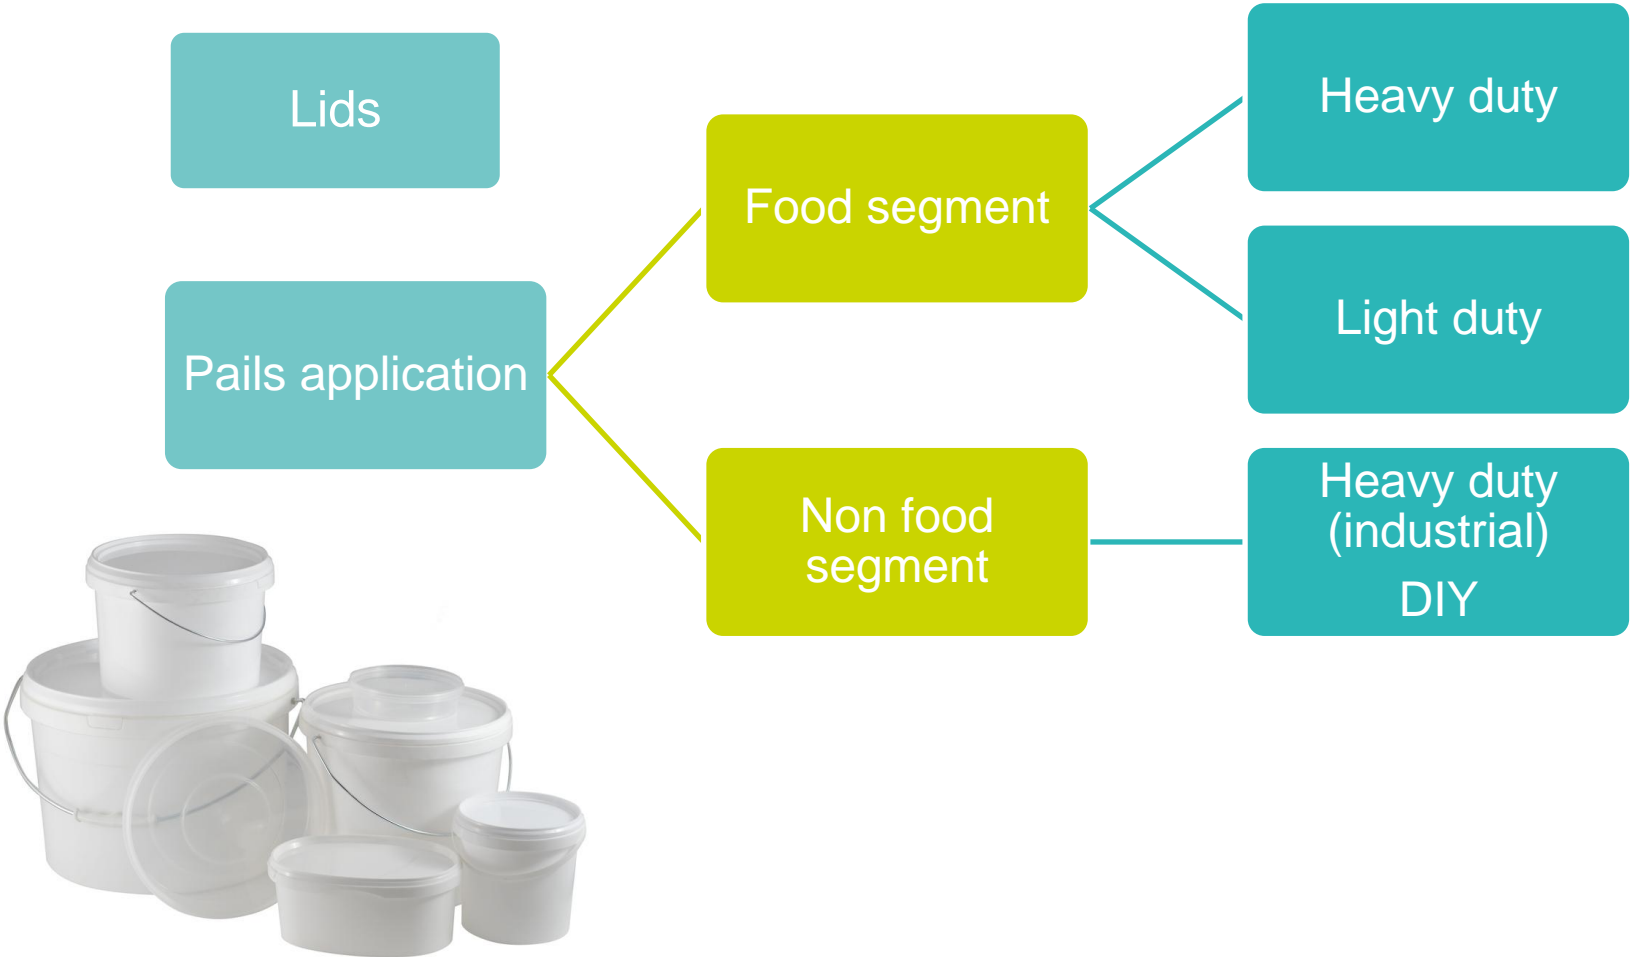 Lids
Pails application
Food segment
Non food
segment
Heavy duty
Light duty
Heavy duty
(industrial)
DIY